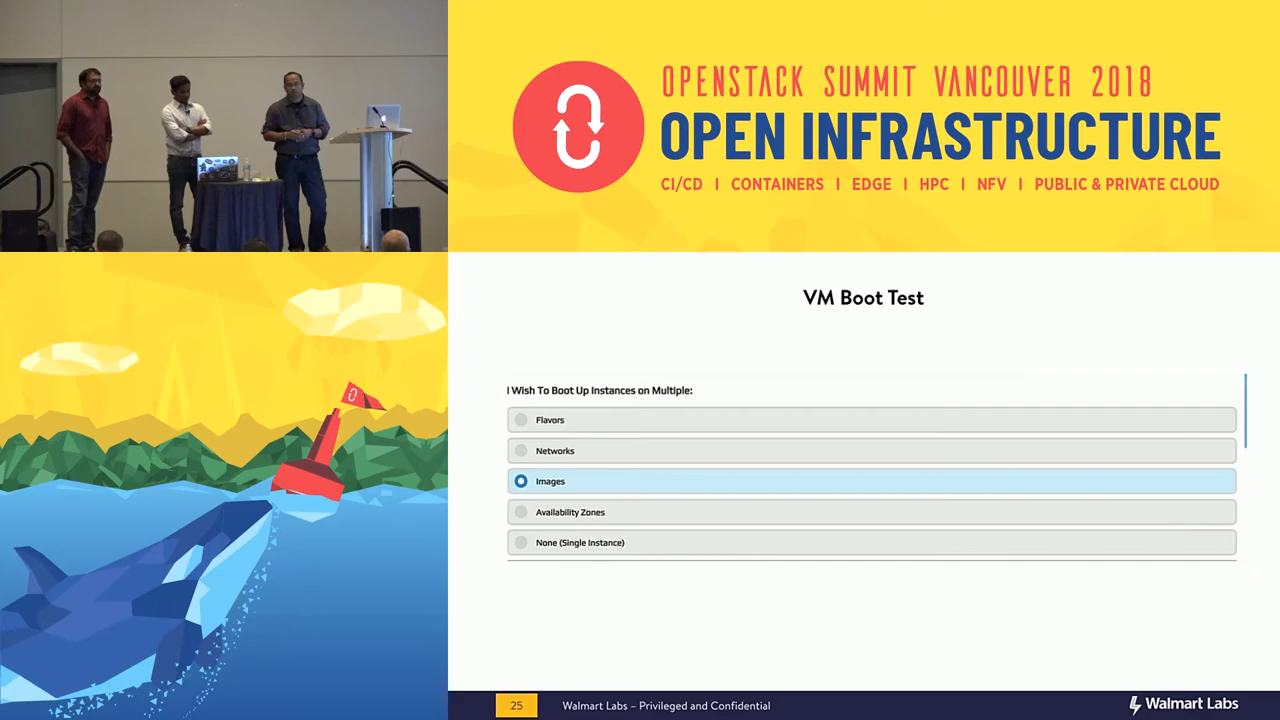 OPENSTACK SUMMIT VANCOUVER 2018
OPEN INFRASTRUCTURE
CI/CD | CONTAINERS | EDGE | HPC | NFV | PUBLIC & PRIVATE CLOUD
VM Boot Test
I Wish To Boot Up Instances on Multiple:
Flavors
Networks
Images
Availability Zones
None (Single Instance)
25
Walmart Labs – Privileged and Confidential
Walmart Labs